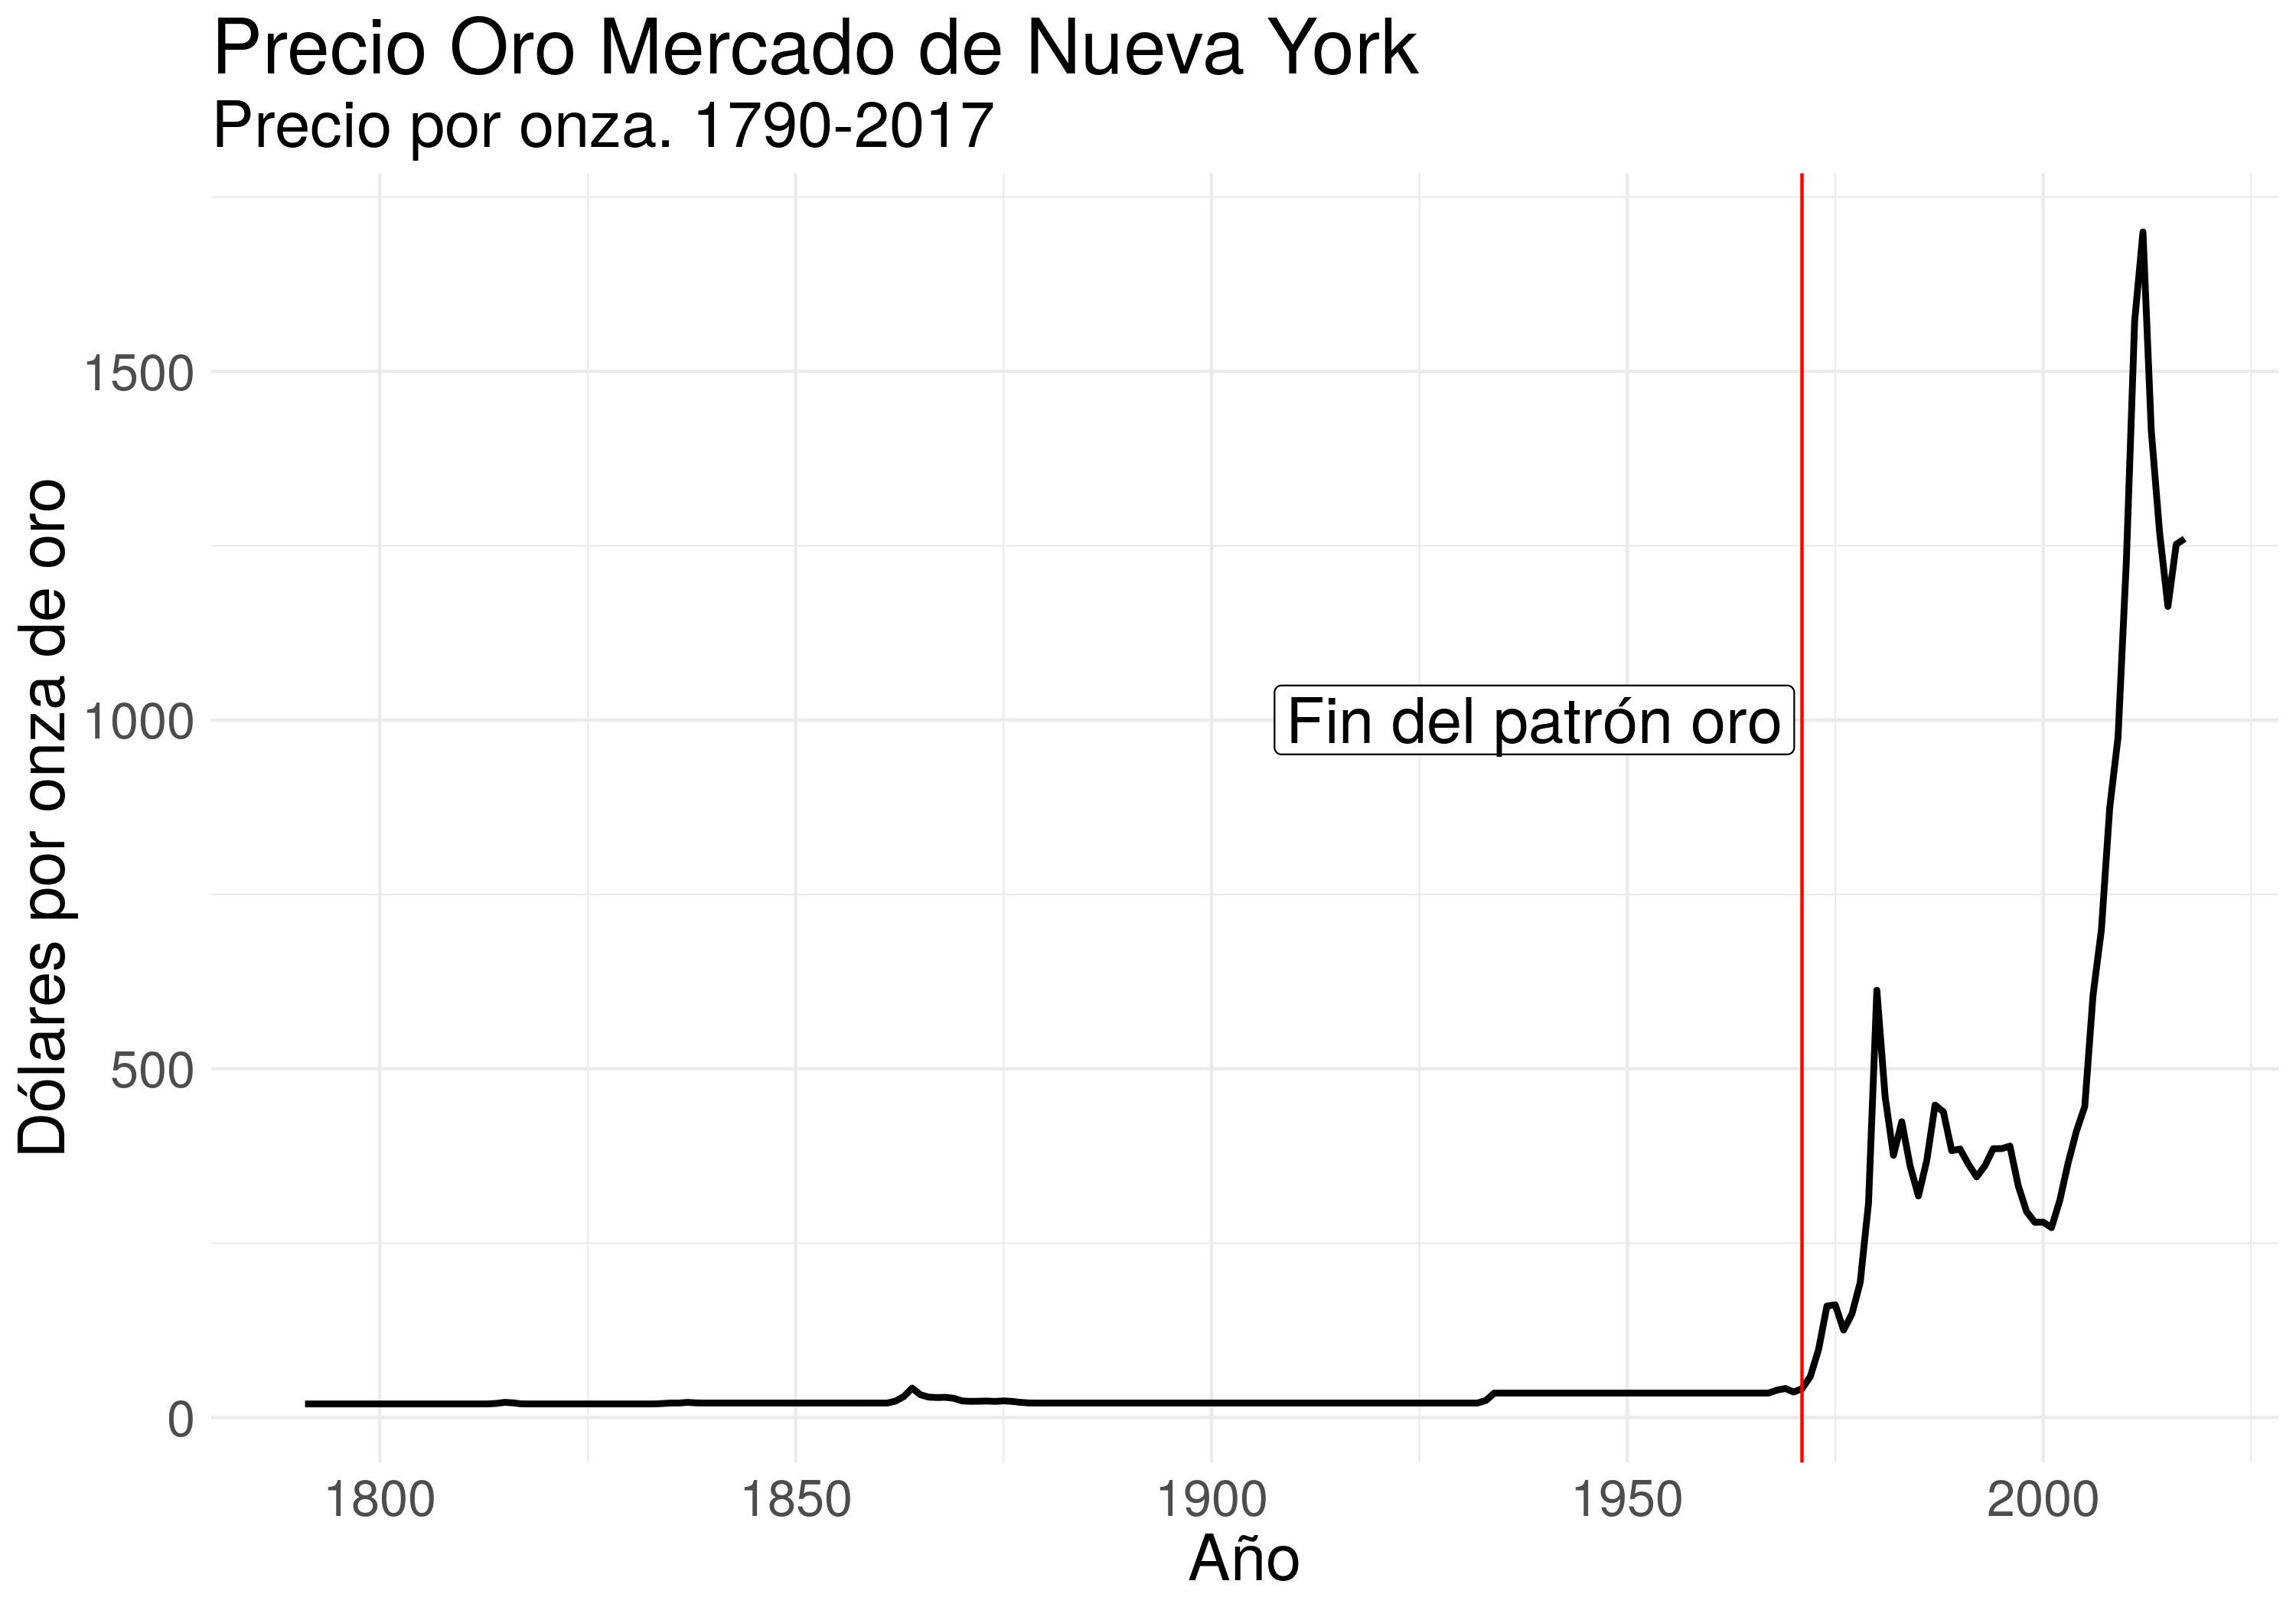 Precio Oro Mercado de Nueva York
Precio por onza. 1790-2017
Dólares por onza de oro
1500
1000
500
0
Fin del patrón oro
1800 1850 1900 1950 2000
Año